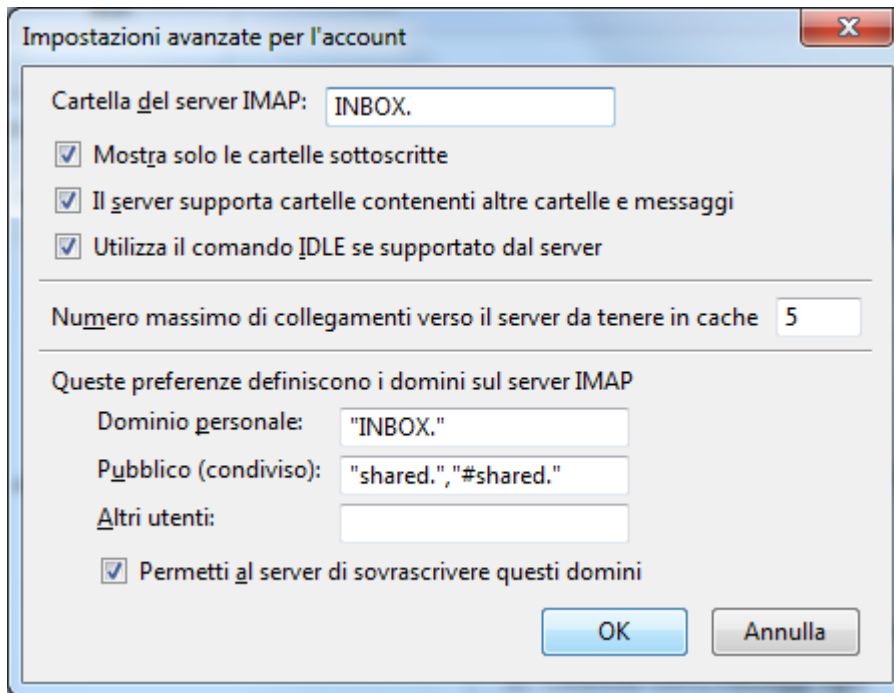 Impostazioni avanzate per l'account
Cartella del server IMAP: INBOX.
Mostra solo le cartelle sottoscritte
Il server supporta cartelle contenenti altre cartelle e messaggi
Utilizza il comando IDLE se supportato dal server
Numero massimo di collegamenti verso il server da tenere in cache 5
Queste preferenze definiscono i domini sul server IMAP
Dominio personale: "INBOX."
Pubblico (condiviso): "shared.","#shared."
Altri utenti:
Permetti al server di sovrascrivere questi domini
OK Annulla